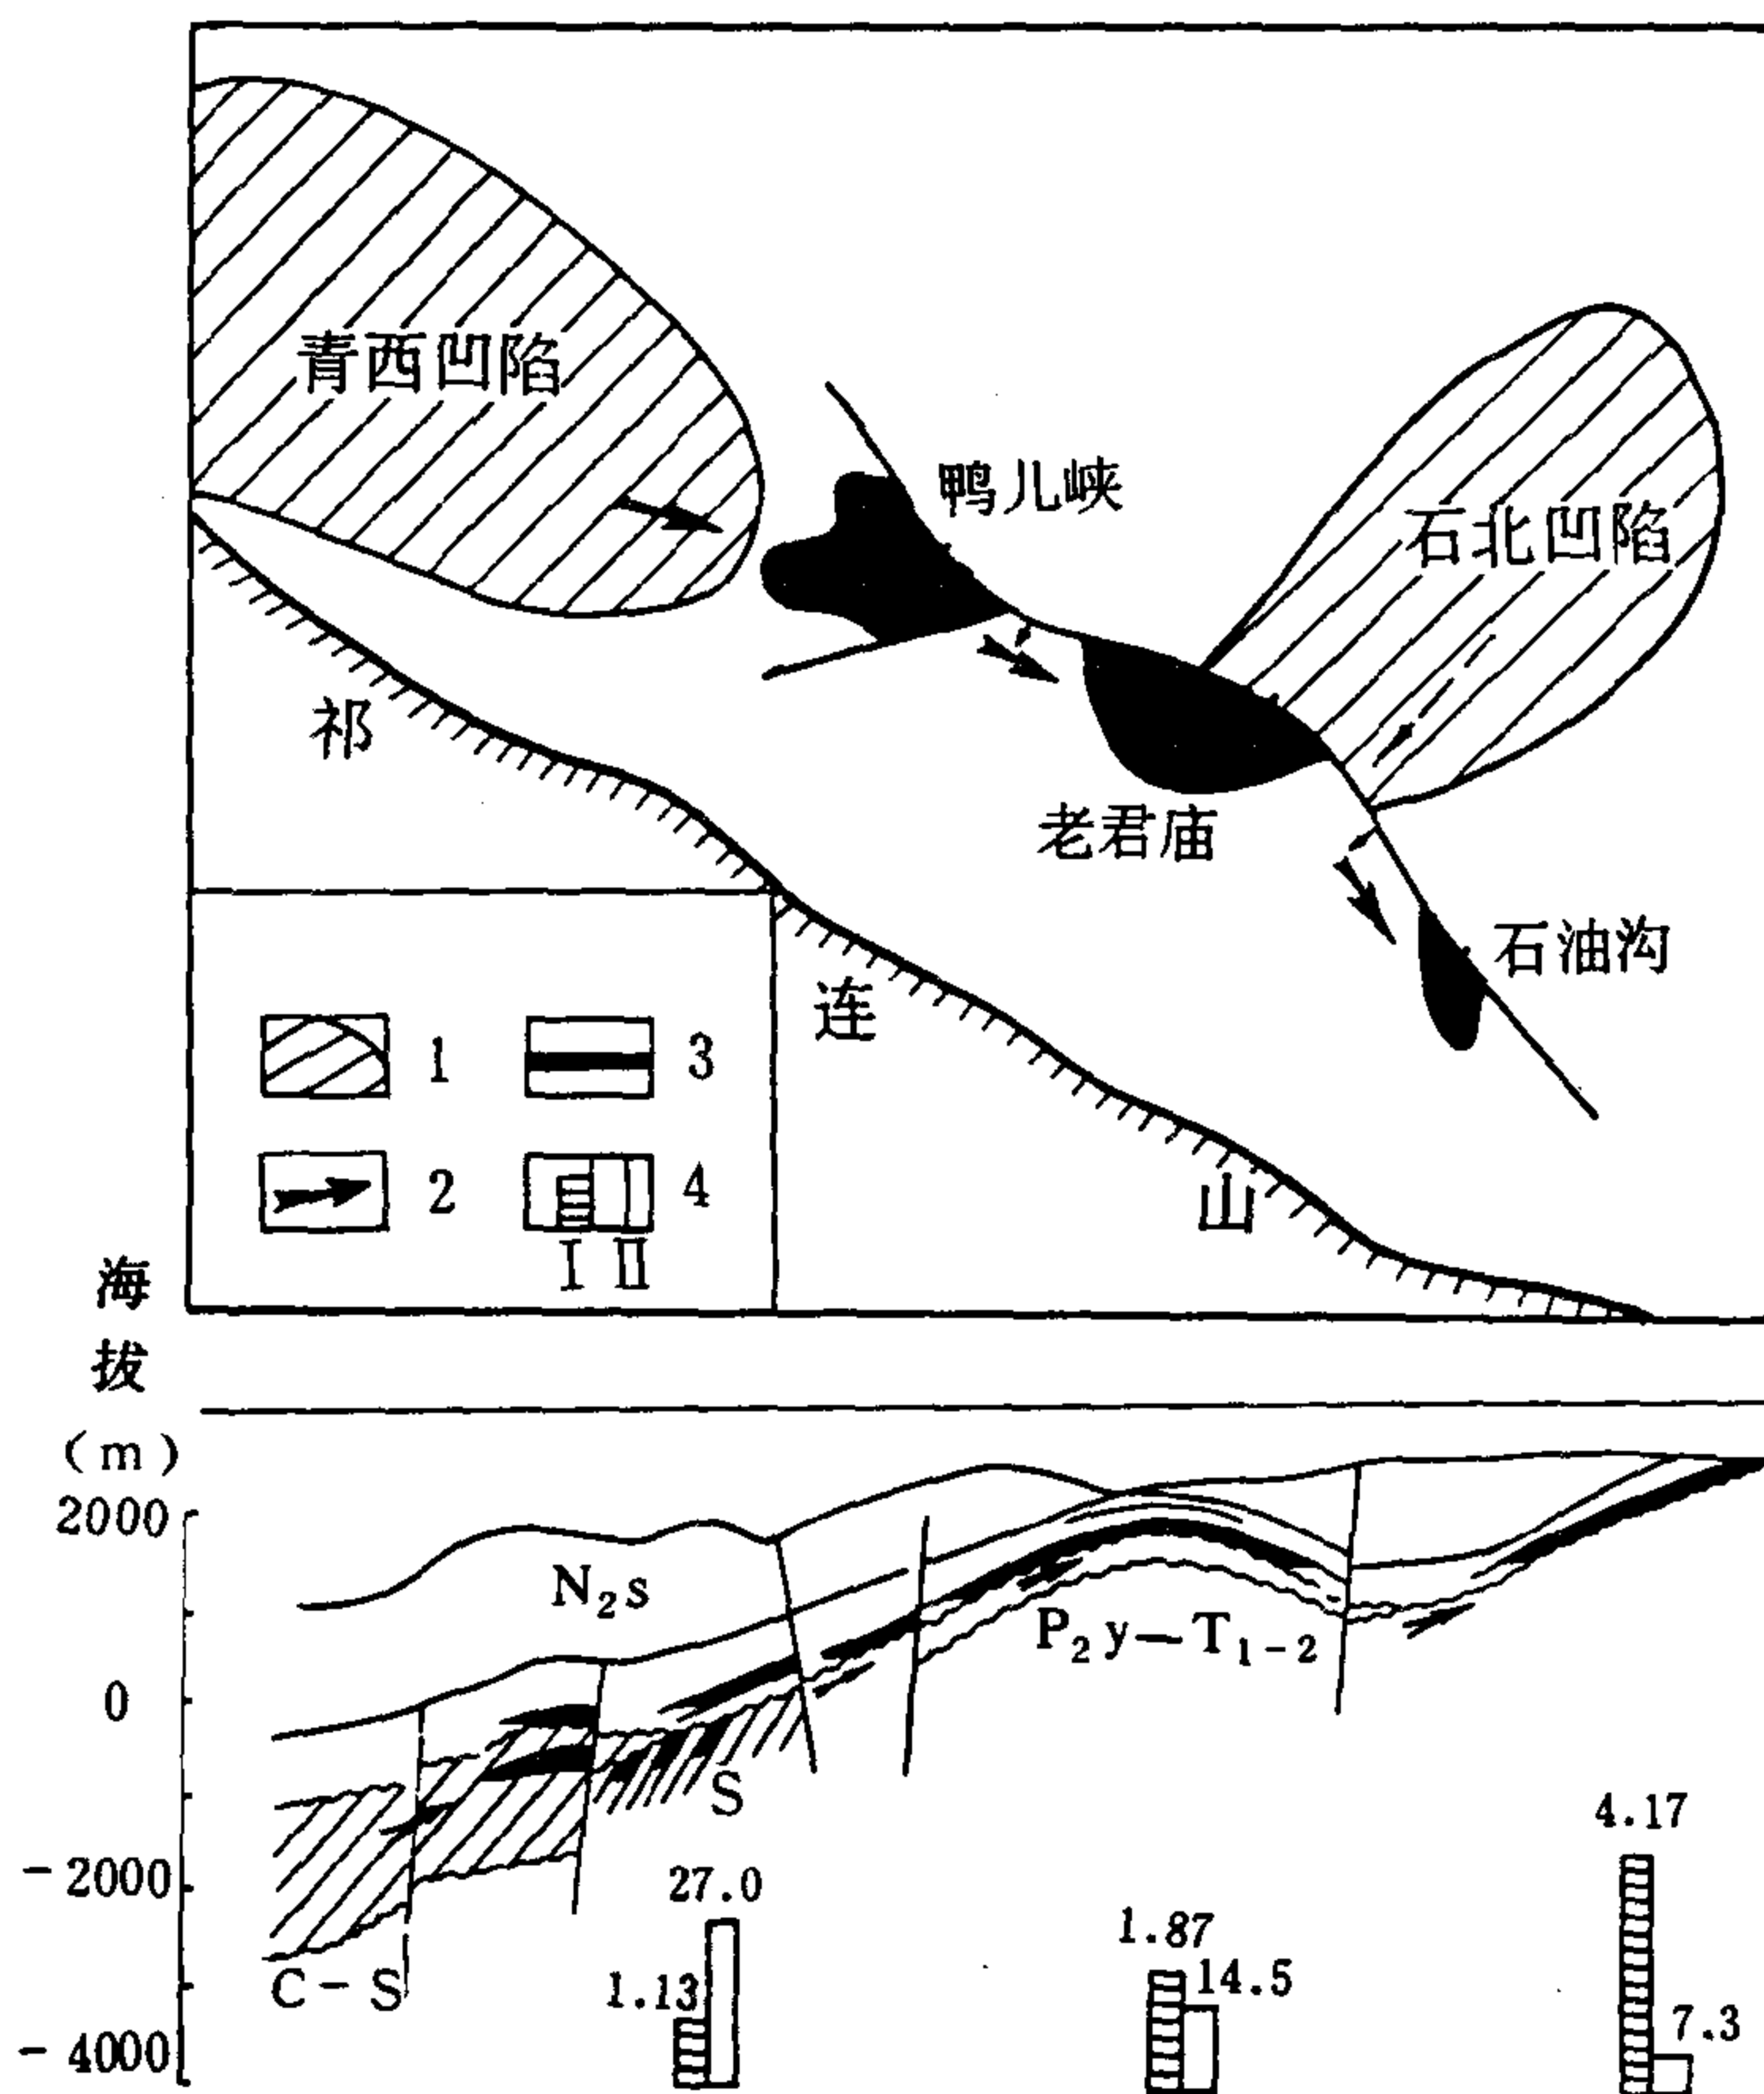 青西凹陷
鸭儿峡
石北凹陷
老君庙
石油沟
祁
连
山
1
3
2
4
I II
海
拔
(m)
2000
0
-2000
-4000
N₂s
P₂y—T₁₋₂
S
C-S
27.0
1.13
1.87
14.5
4.17
7.3